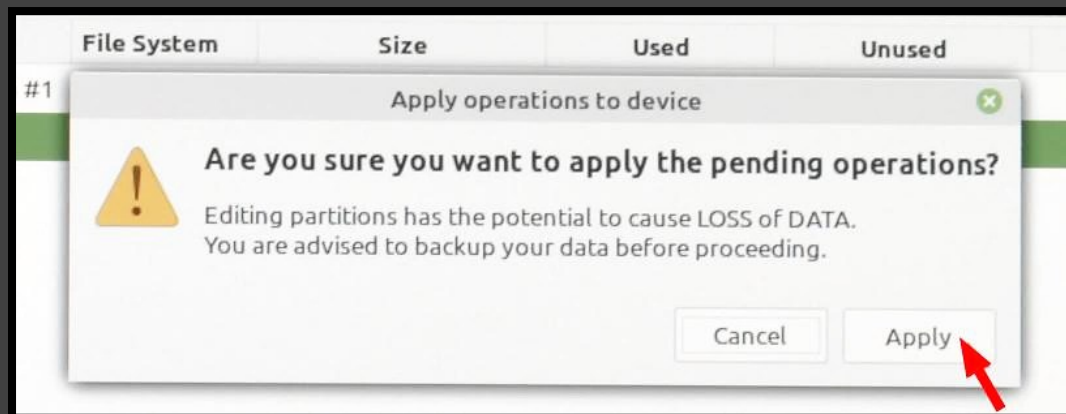 File System Size Used Unused
#1
Apply operations to device
Are you sure you want to apply the pending operations?
Editing partitions has the potential to cause LOSS of DATA.
You are advised to backup your data before proceeding.
Cancel Apply